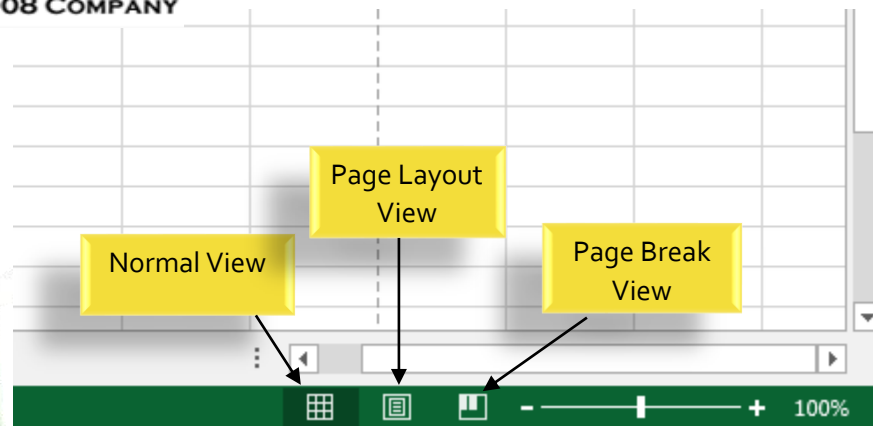 08 COMPANY
Page Layout
View
Normal View
Page Break
View
100%